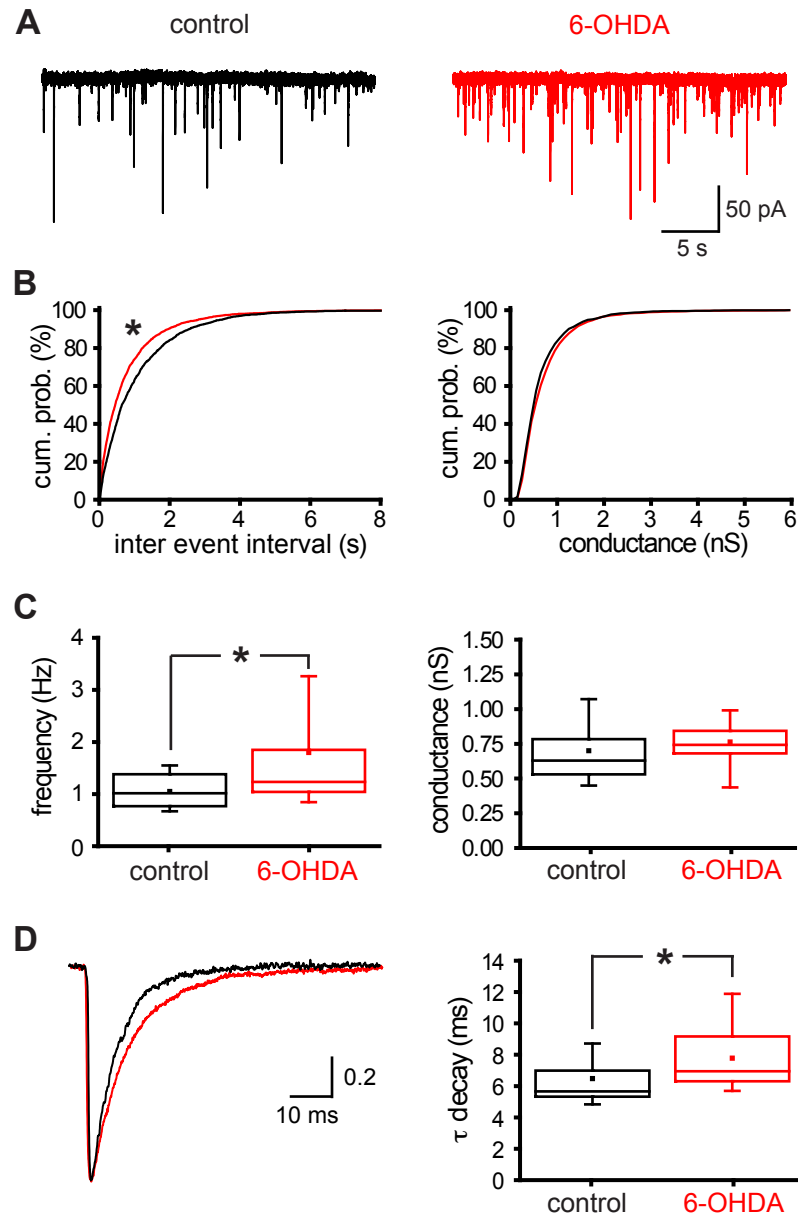 A
control
6-OHDA
50 pA
5 s
B
100
80
60
40
20
0
cum. prob. (%)
0 2 4 6 8
inter event interval (s)
*
100
80
60
40
20
0
cum. prob. (%)
0 1 2 3 4 5 6
conductance (nS)
C
4
3
2
1
0
frequency (Hz)
*
control
6-OHDA
1.50
1.25
1.00
0.75
0.50
0.25
0.00
conductance (nS)
control
6-OHDA
D
0.2
10 ms
14
12
10
8
6
4
2
0
τ decay (ms)
*
control
6-OHDA